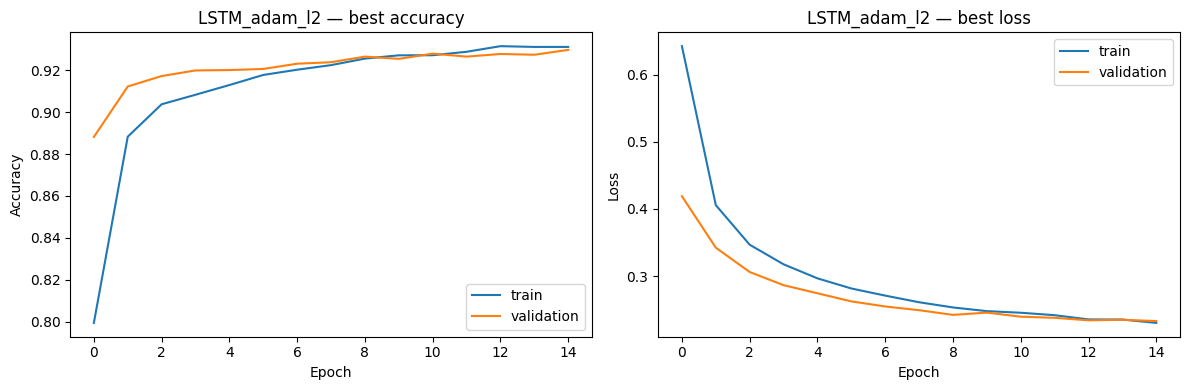 LSTM_adam_l2 — best accuracy
Accuracy
0.92
0.90
0.88
0.86
0.84
0.82
0.80
0 2 4 6 8 10 12 14
Epoch
train
validation
LSTM_adam_l2 — best loss
Loss
0.6
0.5
0.4
0.3
0 2 4 6 8 10 12 14
Epoch
train
validation